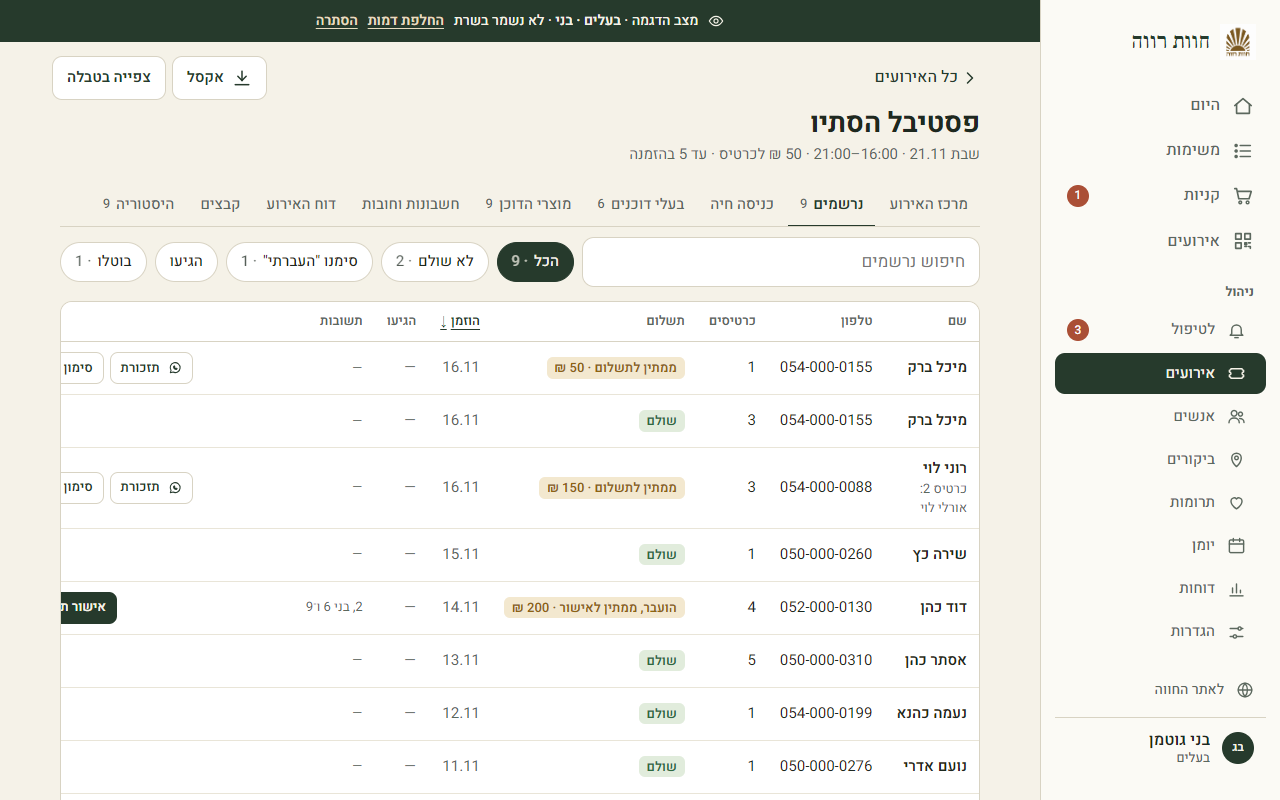 מצב הדגמה · בעלים · בני · לא נשמר בשרת החלפת דמות הסתרה
חוות רווה
היום
משימות
קניות 1
אירועים
ניהול
לטיפול 3
אירועים
אנשים
ביקורים
תרומות
יומן
דוחות
הגדרות
לאתר החווה
בג בני גוטמן
בעלים
כל האירועים
אקסל צפייה בטבלה
פסטיבל הסתיו
שבת 21.11 · 16:00–21:00 · 50 ₪ לכרטיס · עד 5 בהזמנה
מרכז האירוע נרשמים 9 כניסה חיה בעלי דוכנים 6 מוצרי הדוכן 9 חשבונות וחובות דוח האירוע קבצים היסטוריה 9
חיפוש נרשמים הכל · 9 לא שולם · 2 סימנו "העברתי" · 1 הגיעו בוטלו · 1
שם טלפון כרטיסים תשלום הוזמן ↓ הגיעו תשובות
מיכל ברק 054-000-0155 1 ממתין לתשלום · 50 ₪ 16.11 — – תזכורת סימון
מיכל ברק 054-000-0155 3 שולם 16.11 — –
רוני לוי 054-000-0088 3 ממתין לתשלום · 150 ₪ 16.11 — – תזכורת סימון
כרטיס 2:
אורלי לוי
שירה כץ 050-000-0260 1 שולם 15.11 — –
דוד כהן 052-000-0130 4 הועבר, ממתין לאישור · 200 ₪ 14.11 — 2, בני 6 ו־9 אישור
אסתר כהן 050-000-0310 5 שולם 13.11 — –
נעמה כהנא 054-000-0199 1 שולם 12.11 — –
נועם אדרי 050-000-0276 1 שולם 11.11 — –